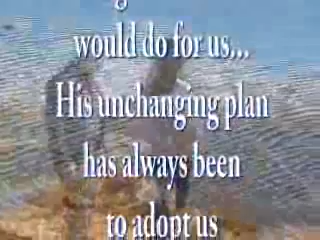 would do for us...
His unchanging plan
has always been
to adopt us